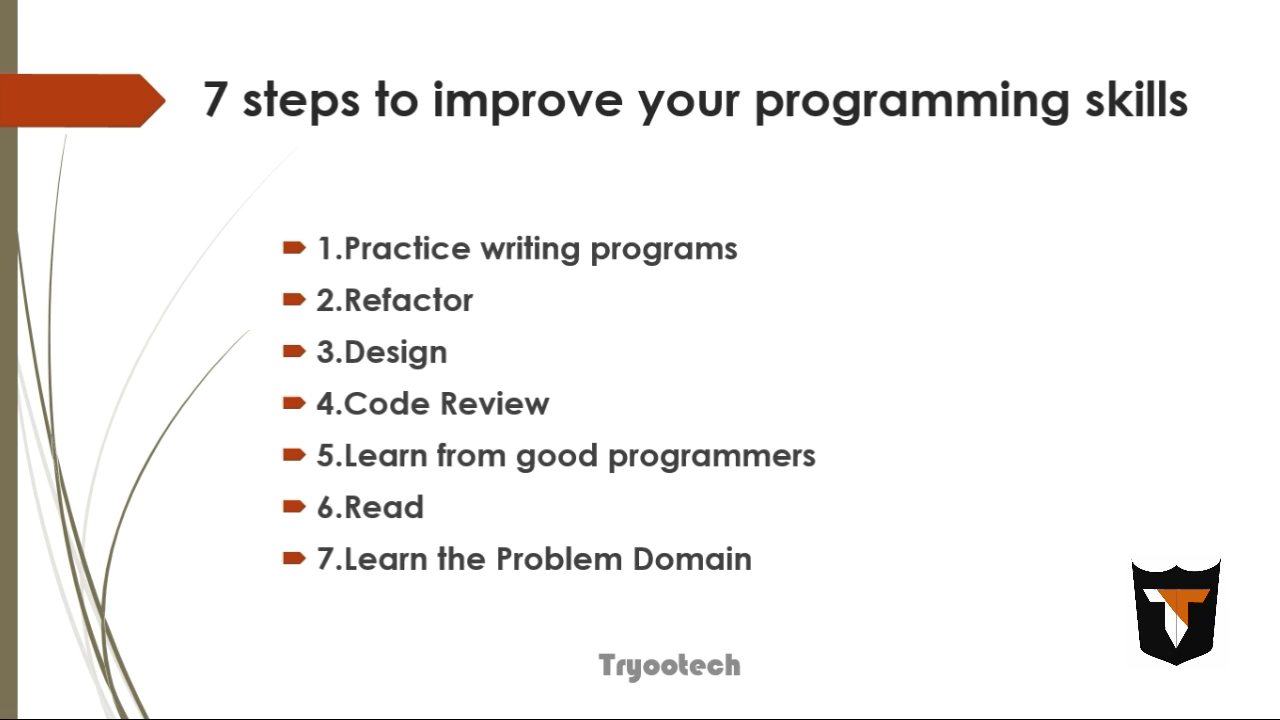 7 steps to improve your programming skills
1.Practice writing programs
2.Refactor
3.Design
4.Code Review
5.Learn from good programmers
6.Read
7.Learn the Problem Domain
Tryootech